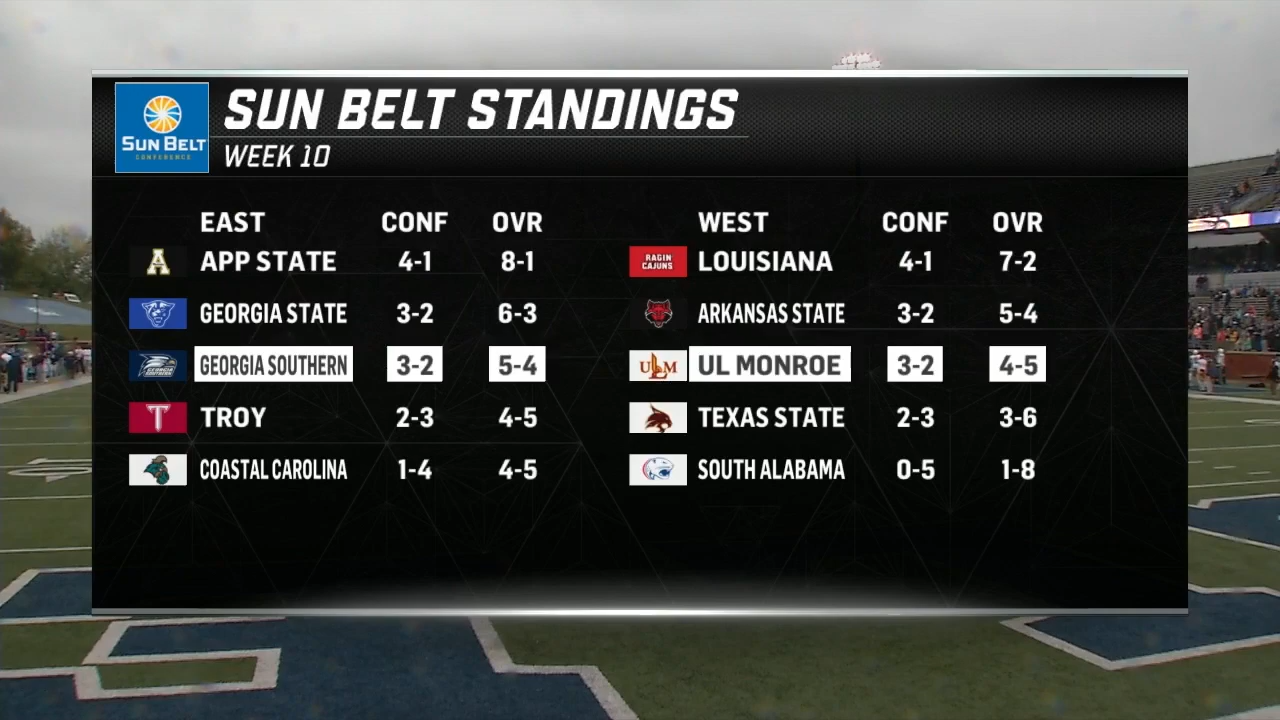 SUN BELT STANDINGS
SUN BELT
CONFERENCE
WEEK 10
EAST CONF OVR
A APP STATE 4-1 8-1
GEORGIA STATE 3-2 6-3
GEORGIA SOUTHERN GEORGIA SOUTHERN 3-2 5-4
T TROY 2-3 4-5
COASTAL CAROLINA 1-4 4-5
WEST CONF OVR
RAGIN CAJUNS LOUISIANA 4-1 7-2
ARKANSAS STATE 3-2 5-4
ULM UL MONROE 3-2 4-5
TEXAS STATE 2-3 3-6
SOUTH ALABAMA 0-5 1-8